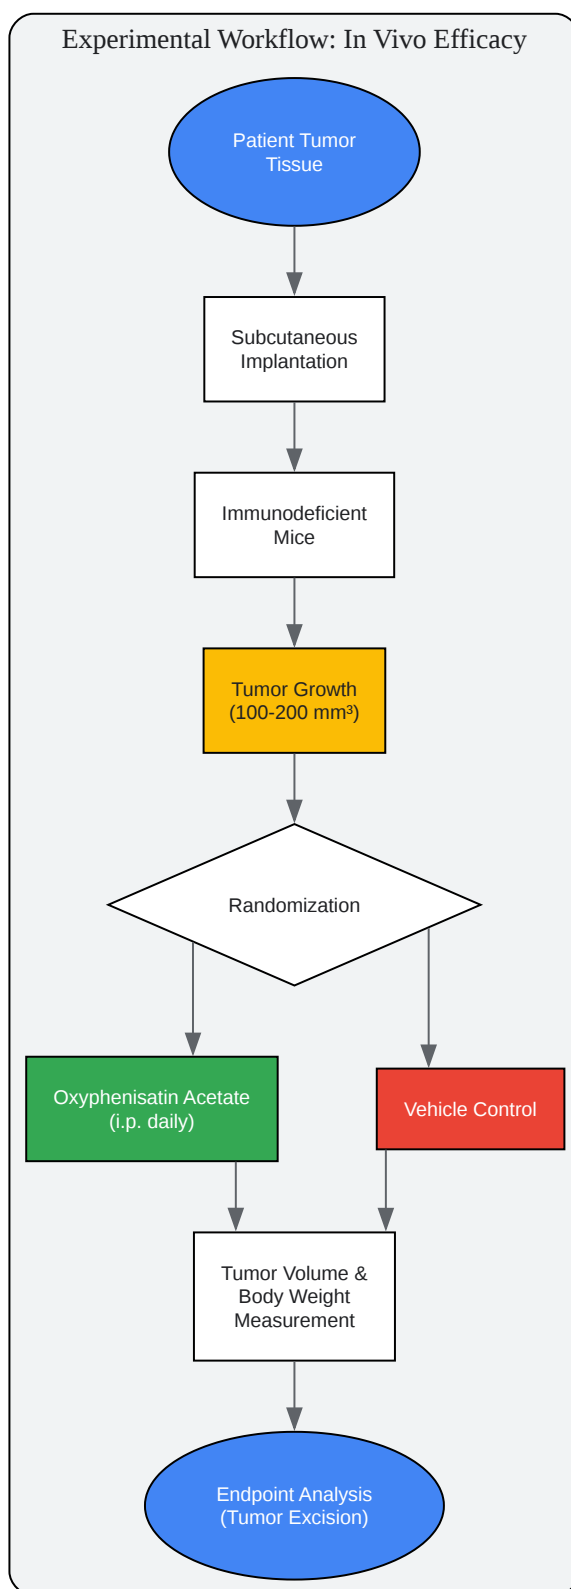 Experimental Workflow: In Vivo Efficacy
Patient Tumor
Tissue
Subcutaneous
Implantation
Immunodeficient
Mice
Tumor Growth
(100-200 mm³)
Randomization
Oxyphenisatin Acetate
(i.p. daily)
Vehicle Control
Tumor Volume &
Body Weight
Measurement
Endpoint Analysis
(Tumor Excision)